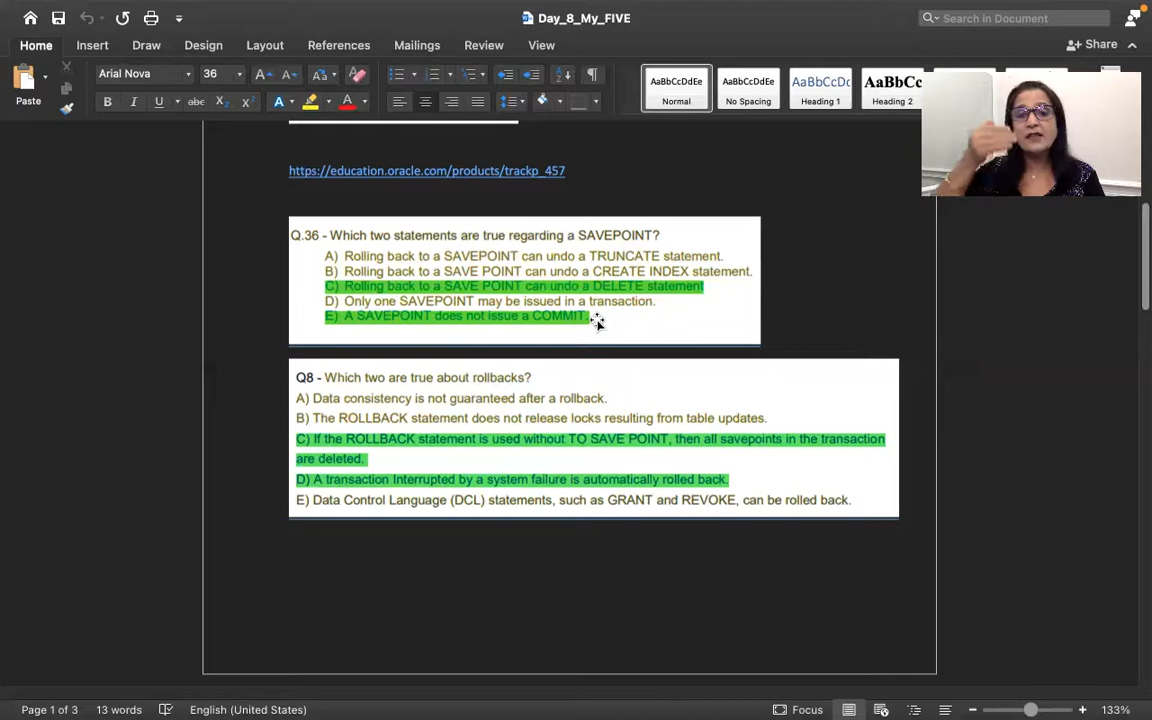 Day_8_My_FIVE
Search in Document
Home Insert Draw Design Layout References Mailings Review View
Share
Paste
Arial Nova 36
AaBbCcDdEe AaBbCcDdEe AaBbCcDc AaBbCc
Normal No Spacing Heading 1 Heading 2
https://education.oracle.com/products/trackp_457
Q.36 - Which two statements are true regarding a SAVEPOINT?
A) Rolling back to a SAVEPOINT can undo a TRUNCATE statement.
B) Rolling back to a SAVE POINT can undo a CREATE INDEX statement.
C) Rolling back to a SAVE POINT can undo a DELETE statement
D) Only one SAVEPOINT may be issued in a transaction.
E) A SAVEPOINT does not issue a COMMIT.
Q8 - Which two are true about rollbacks?
A) Data consistency is not guaranteed after a rollback.
B) The ROLLBACK statement does not release locks resulting from table updates.
C) If the ROLLBACK statement is used without TO SAVE POINT, then all savepoints in the transaction
are deleted.
D) A transaction Interrupted by a system failure is automatically rolled back.
E) Data Control Language (DCL) statements, such as GRANT and REVOKE, can be rolled back.
Page 1 of 3 13 words English (United States) Focus 133%